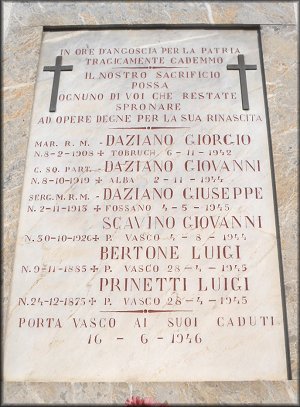 IN ORE D'ANGOSCIA PER LA PATRIA
TRAGICAMENTE CADEMMO
IL NOSTRO SACRIFICIO
POSSA
OGNUNO DI VOI CHE RESTATE
SPRONARE
AD OPERE DEGNE PER LA SUA RINASCITA
MAR. R. M. - DAZIANO GIORGIO
N. 8-2-1908 ✝ TOBRUCH, 6-11-1942
C. SQ. PART. - DAZIANO GIOVANNI
N. 8-10-1919 ✝ ALBA 2-11-1944
SERG. M. R. M. - DAZIANO GIUSEPPE
N. 2-11-1913 ✝ FOSSANO 4-5-1945
SCAVINO GIOVANNI
N. 30-10-1926 ✝ P. VASCO 4-8-1944
BERTONE LUIGI
N. 9-11-1885 ✝ P. VASCO 28-4-1945
PRINETTI LUIGI
N. 24-12-1875 ✝ P. VASCO 28-4-1945
PORTA VASCO AI SUOI CADUTI
16-6-1946